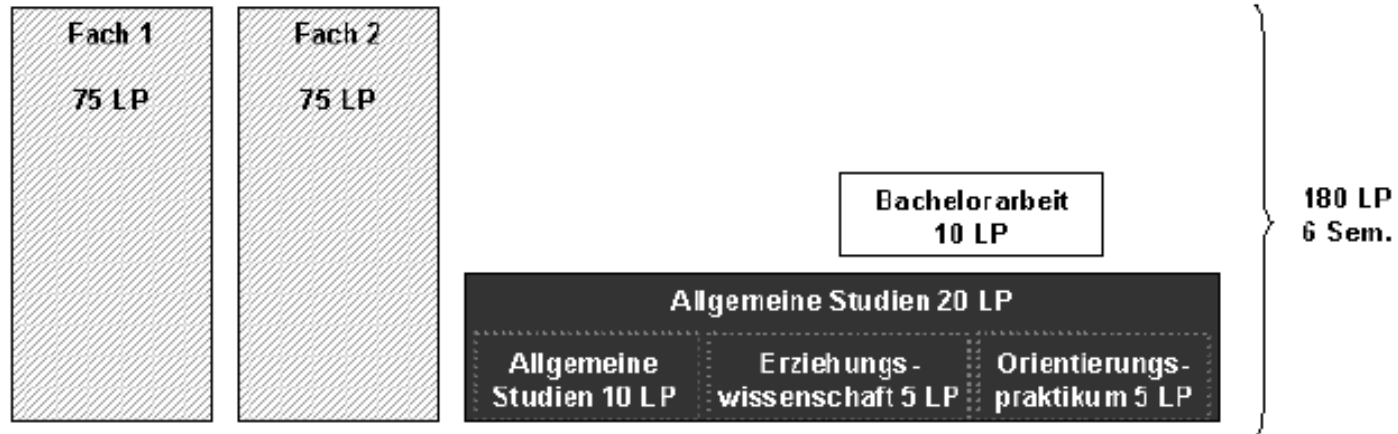 Fach 1
75 LP
Fach 2
75 LP
Bachelorarbeit
10 LP
180 LP
6 Sem.
Allgemeine Studien 20 LP
Allgemeine
Studien 10 LP
Erziehungs-
wissenschaft 5 LP
Orientierungs-
praktikum 5 LP